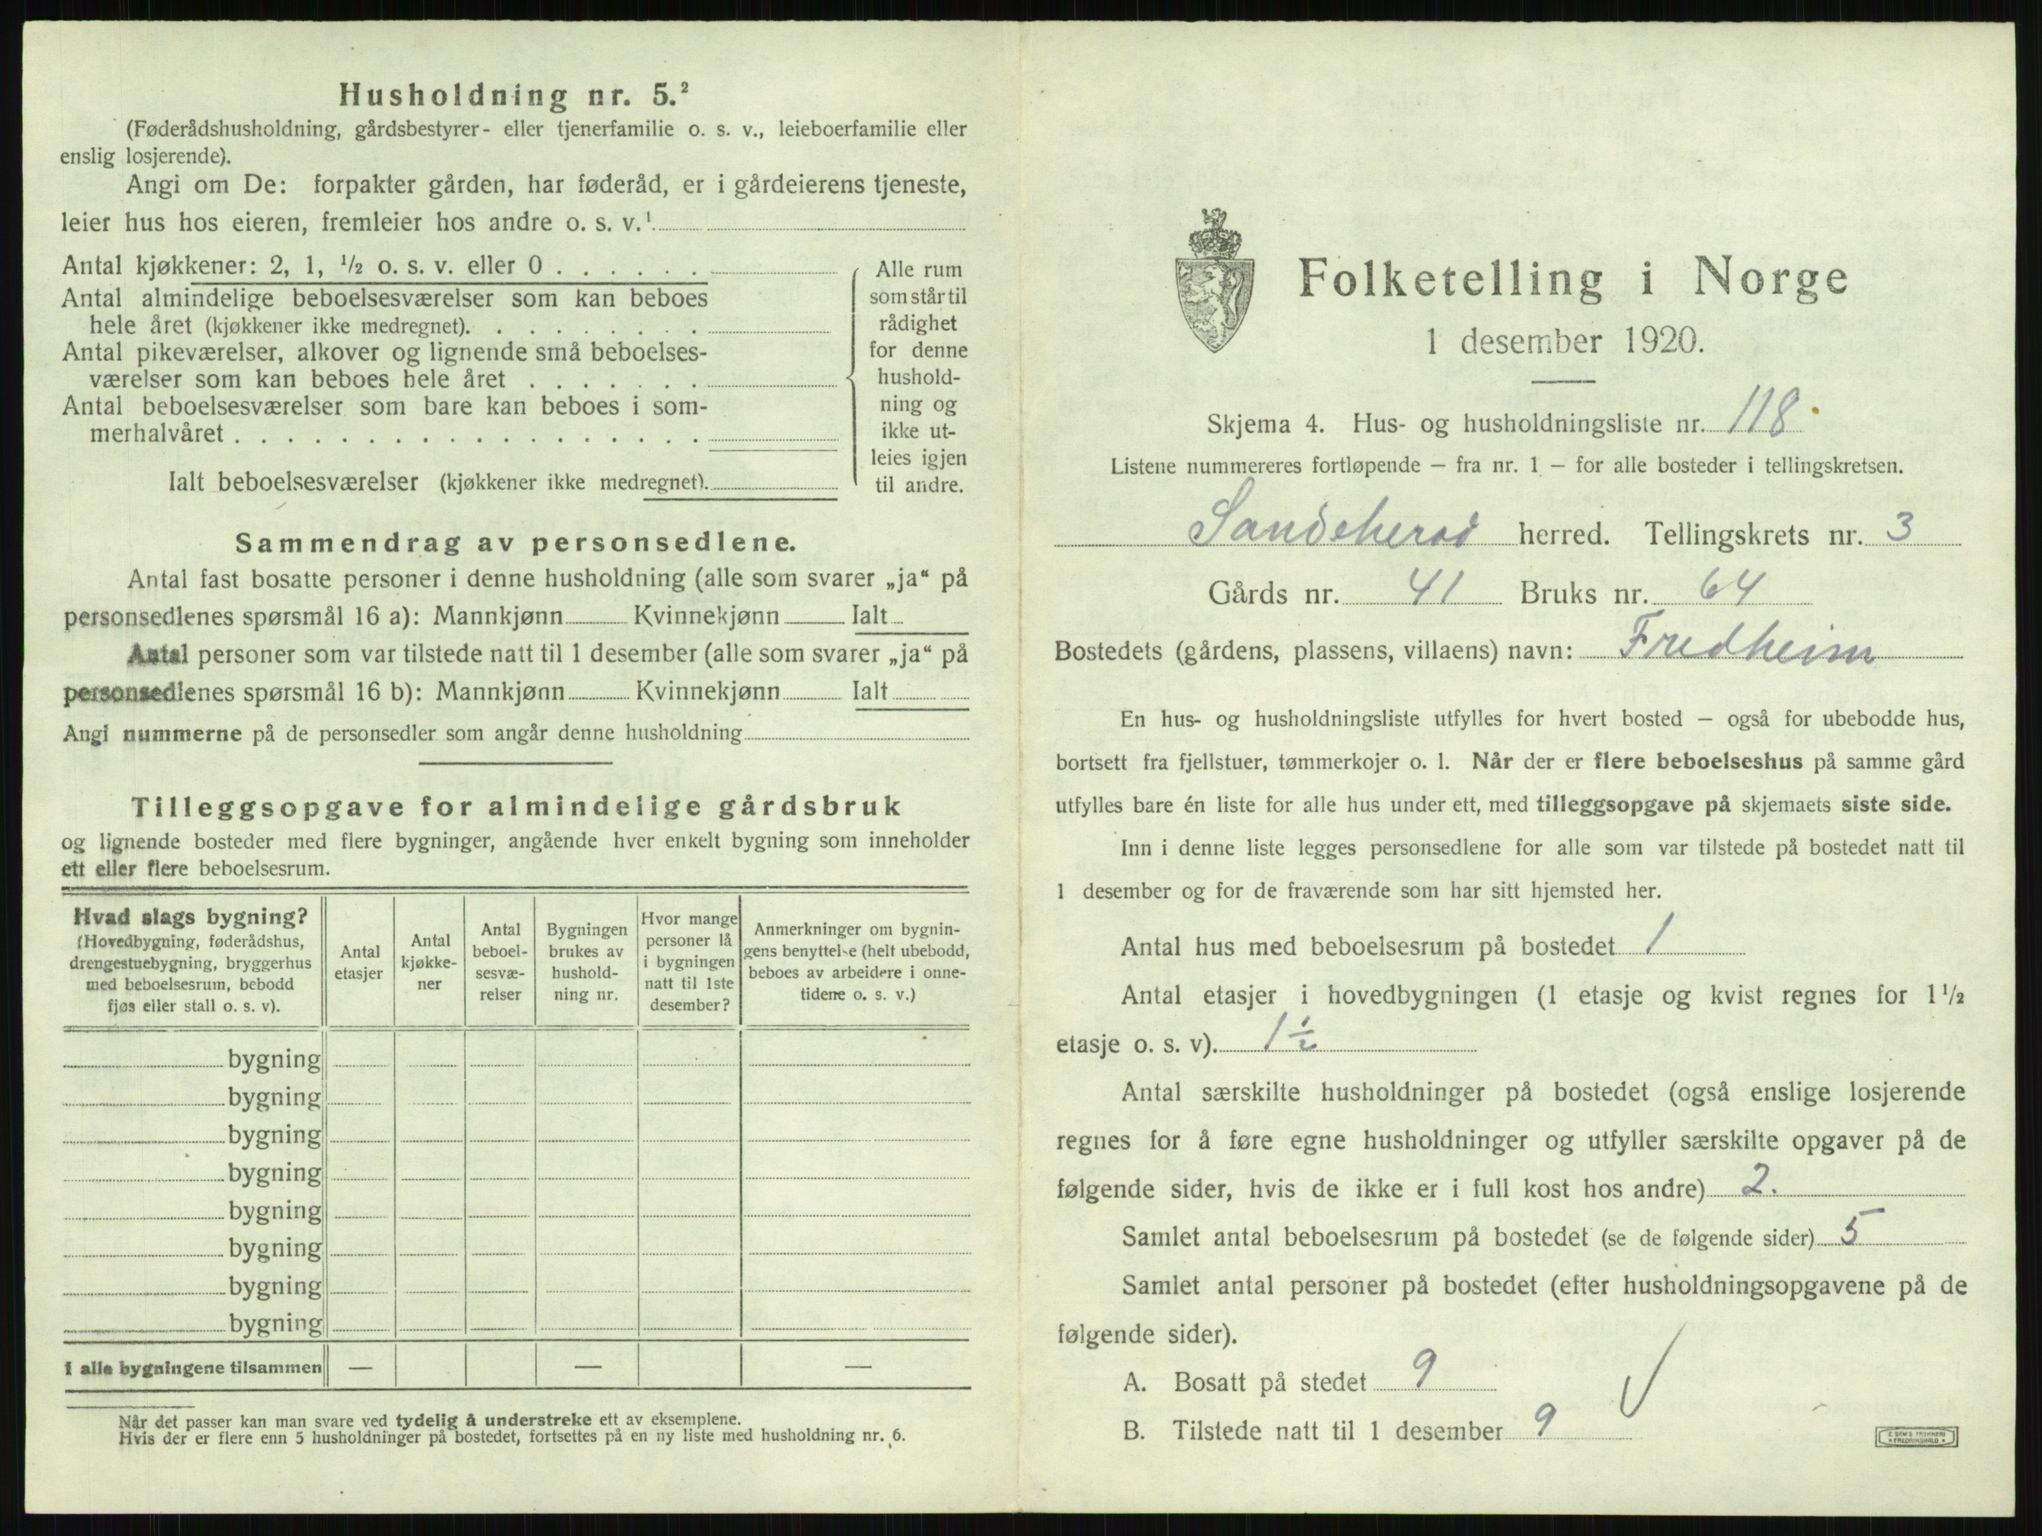 Husholdning nr. 5.²
(Føderådshusholdning, gårdsbestyrer- eller tjenerfamilie o. s. v., leieboerfamilie eller
enslig losjerende).
Angi om De: forpakter gården, har føderåd, er i gårdeierens tjeneste,
leier hus hos eieren, fremleier hos andre o. s. v.¹
Antal kjøkkener: 2, 1, ½ o. s. v. eller 0 . . . . . .
Antal almindelige beboelsesværelser som kan beboes
hele året (kjøkkener ikke medregnet). . . . . . . . .
Antal pikeværelser, alkover og lignende små beboelses-
værelser som kan beboes hele året . . . . . . .
Antal beboelsesværelser som bare kan beboes i som-
merhalvåret . . . . . . . . . . . . . . . . . .
Ialt beboelsesværelser (kjøkkener ikke medregnet).
Alle rum
som står til
rådighet
for denne
hushold-
ning og
ikke ut-
leies igjen
til andre.
Sammendrag av personsedlene.
Antal fast bosatte personer i denne husholdning (alle som svarer „ja“ på
personsedlenes spørsmål 16 a): Mannkjønn Kvinnekjønn Ialt
Antal personer som var tilstede natt til 1 desember (alle som svarer „ja“ på
personsedlenes spørsmål 16 b): Mannkjønn Kvinnekjønn Ialt
Angi nummerne på de personsedler som angår denne husholdning
Tilleggsopgave for almindelige gårdsbruk
og lignende bosteder med flere bygninger, angående hver enkelt bygning som inneholder
ett eller flere beboelsesrum.
Hvad slags bygning?
(Hovedbygning, føderådshus,
drengestuebygning, bryggerhus
med beboelsesrum, bebodd
fjøs eller stall o. s. v).
Antal
etasjer
Antal
kjøkke-
ner
Antal
beboel-
sesvæ-
relser
Bygningen
brukes av
hushold-
ning nr.
Hvor mange
personer lå
i bygningen
natt til 1ste
desember?
Anmerkninger om bygnin-
gens benyttelse (helt ubebodd,
beboes av arbeidere i onne-
tidene o. s. v.)
bygning
bygning
bygning
bygning
bygning
bygning
bygning
bygning
I alle bygningene tilsammen — — —
Når det passer kan man svare ved tydelig å understreke ett av eksemplene.
Hvis der er flere enn 5 husholdninger på bostedet, fortsettes på en ny liste med husholdning nr. 6.
Folketelling i Norge
1 desember 1920.
Skjema 4. Hus- og husholdningsliste nr. 118
Listene nummereres fortløpende – fra nr. 1 – for alle bosteder i tellingskretsen.
Sandeherad herred. Tellingskrets nr. 3
Gårds nr. 41 Bruks nr. 64
Bostedets (gårdens, plassens, villaens) navn: Fredheim
En hus- og husholdningsliste utfylles for hvert bosted – også for ubebodde hus,
bortsett fra fjellstuer, tømmerkojer o. l. Når der er flere beboelseshus på samme gård
utfylles bare én liste for alle hus under ett, med tilleggsopgave på skjemaets siste side.
Inn i denne liste legges personsedlene for alle som var tilstede på bostedet natt til
1 desember og for de fraværende som har sitt hjemsted her.
Antal hus med beboelsesrum på bostedet 1
Antal etasjer i hovedbygningen (1 etasje og kvist regnes for 1½
etasje o. s. v). 1½
Antal særskilte husholdninger på bostedet (også enslige losjerende
regnes for å føre egne husholdninger og utfyller særskilte opgaver på de
følgende sider, hvis de ikke er i full kost hos andre) 2.
Samlet antal beboelsesrum på bostedet (se de følgende sider) 5
Samlet antal personer på bostedet (efter husholdningsopgavene på de
følgende sider).
A. Bosatt på stedet 9
B. Tilstede natt til 1 desember 9